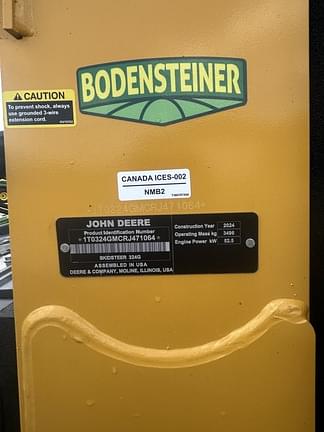 BODENSTEINER
CAUTION
To prevent shock, always
use grounded 3-wire
extension cord.
CANADA ICES-002
NMB2
*1T0324GMCRJ471064*
JOHN DEERE
Product Identification Number
*1T0324GMCRJ471064*
SKIDSTEER 324G
ASSEMBLED IN USA
DEERE & COMPANY, MOLINE, ILLINOIS, USA
Construction Year 2024
Operating Mass kg 3490
Engine Power kW 52.5